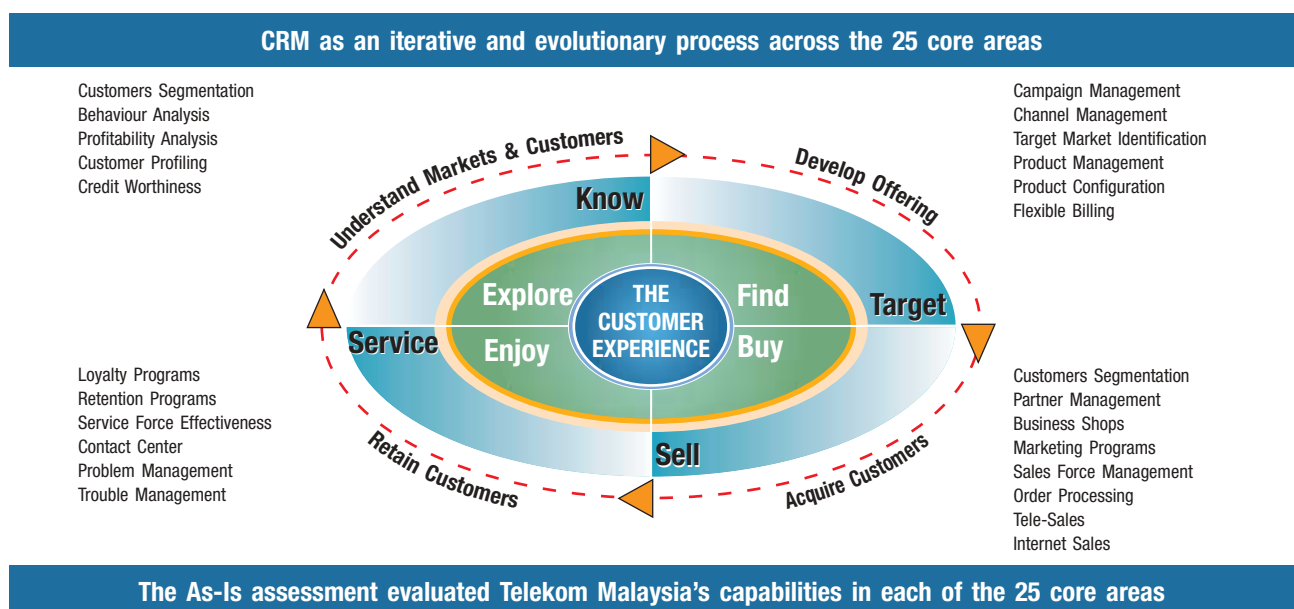 CRM as an iterative and evolutionary process across the 25 core areas
Customers Segmentation
Behaviour Analysis
Profitability Analysis
Customer Profiling
Credit Worthiness
Campaign Management
Channel Management
Target Market Identification
Product Management
Product Configuration
Flexible Billing
Understand Markets & Customers
Develop Offering
Know
Target
Explore
Find
THE
CUSTOMER
EXPERIENCE
Service
Enjoy
Buy
Sell
Retain Customers
Acquire Customers
Loyalty Programs
Retention Programs
Service Force Effectiveness
Contact Center
Problem Management
Trouble Management
Customers Segmentation
Partner Management
Business Shops
Marketing Programs
Sales Force Management
Order Processing
Tele-Sales
Internet Sales
The As-Is assessment evaluated Telekom Malaysia's capabilities in each of the 25 core areas